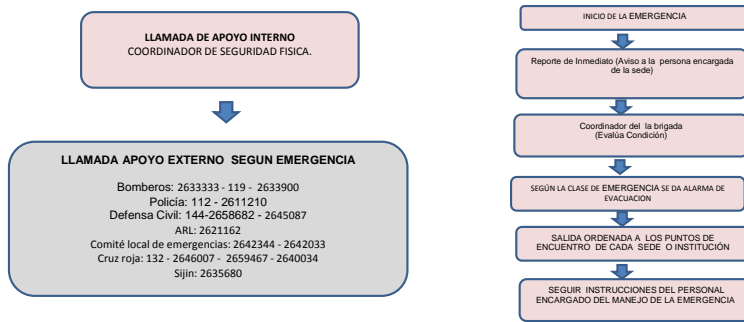 LLAMADA DE APOYO INTERNO
COORDINADOR DE SEGURIDAD FISICA.
LLAMADA APOYO EXTERNO SEGUN EMERGENCIA
Bomberos: 2633333 - 119 - 2633900
Policía: 112 - 2611210
Defensa Civil: 144-2658682 - 2645087
ARL: 2621162
Comité local de emergencias: 2642344 - 2642033
Cruz roja: 132 - 2646007 - 2659467 - 2640034
Sijin: 2635680
INICIO DE LA EMERGENCIA
Reporte de Inmediato (Aviso a la persona encargada
de la sede)
Coordinador del la brigada
(Evalúa Condición)
SEGÚN LA CLASE DE EMERGENCIA SE DA ALARMA DE
EVACUACION
SALIDA ORDENADA A LOS PUNTOS DE
ENCUENTRO DE CADA SEDE O INSTITUCIÓN
SEGUIR INSTRUCCIONES DEL PERSONAL
ENCARGADO DEL MANEJO DE LA EMERGENCIA